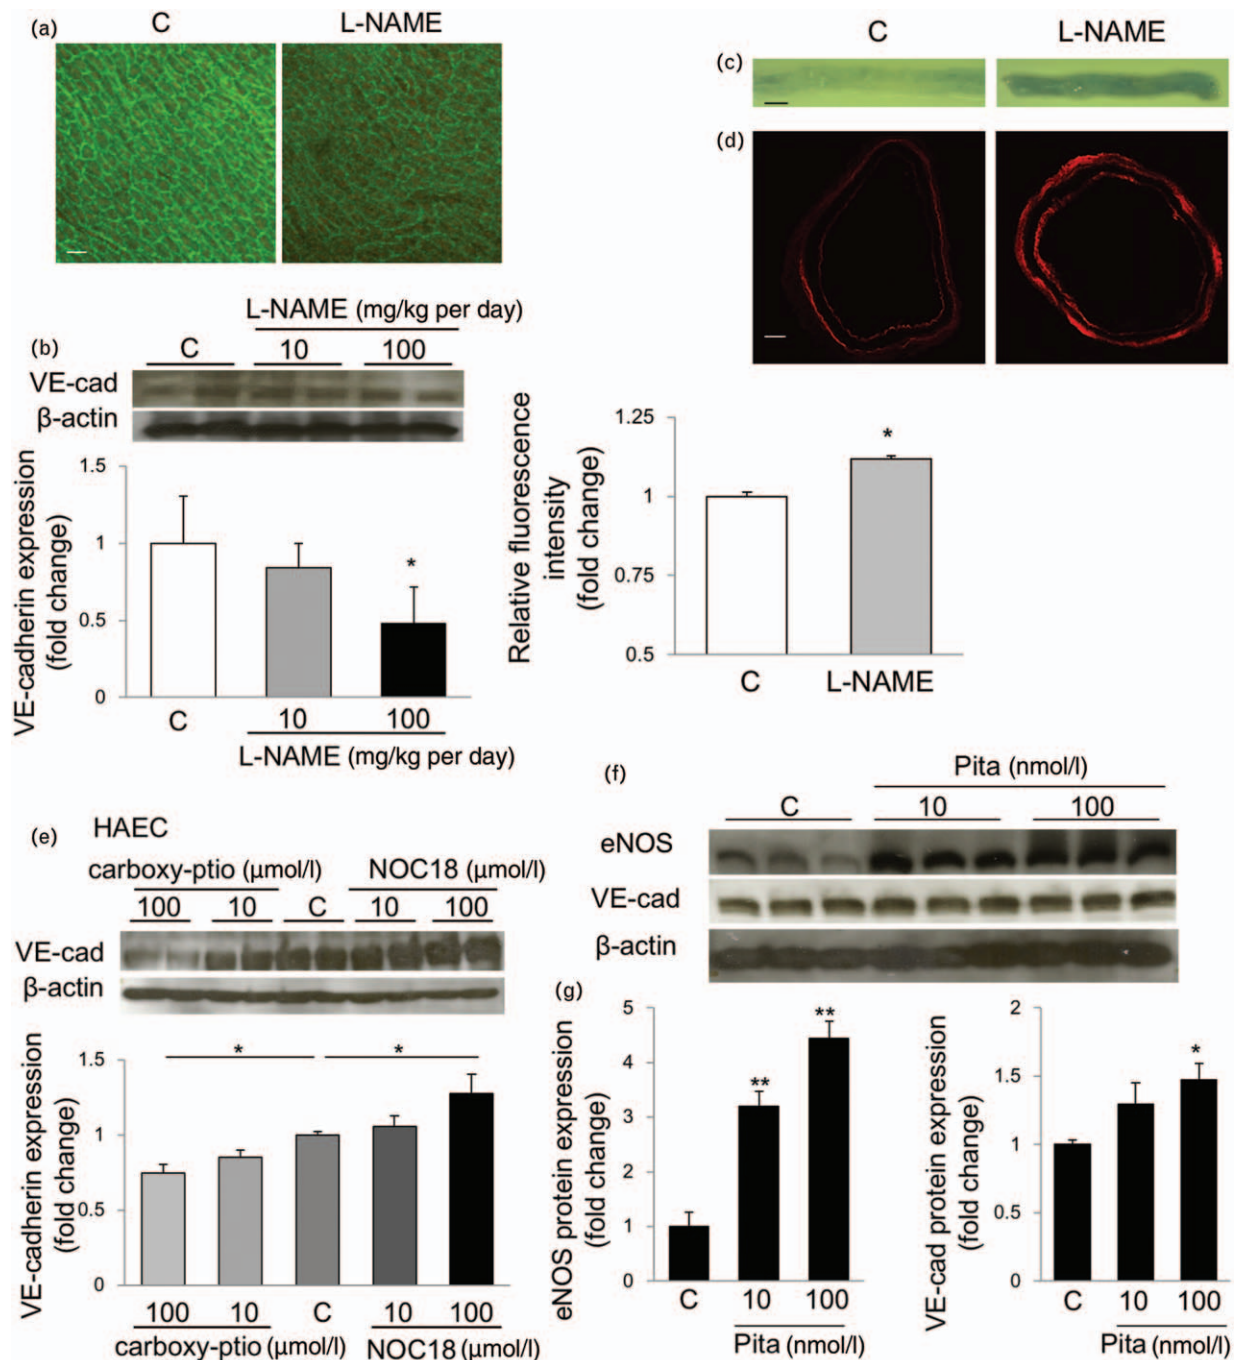 (a)
C L-NAME
C L-NAME
(c)
(d)
L-NAME (mg/kg per day)
(b)
C 10 100
VE-cad
β-actin
VE-cadherin expression
(fold change)
1.5
1
0.5
0
*
C 10 100
L-NAME (mg/kg per day)
Relative fluorescence
intensity
(fold change)
1.25
1
0.75
0.5
*
C L-NAME
(e) HAEC
carboxy-ptio (μmol/l) NOC18 (μmol/l)
100 10 C 10 100
VE-cad
β-actin
VE-cadherin expression
(fold change)
1.5
1
0.5
0
* *
100 10 C 10 100
carboxy-ptio (μmol/l) NOC18 (μmol/l)
(f)
Pita (nmol/l)
C 10 100
eNOS
VE-cad
β-actin
(g)
eNOS protein expression
(fold change)
5
4
3
2
1
0
** **
C 10 100
Pita (nmol/l)
VE-cad protein expression
(fold change)
2
1.5
1
0.5
0
*
C 10 100
Pita (nmol/l)